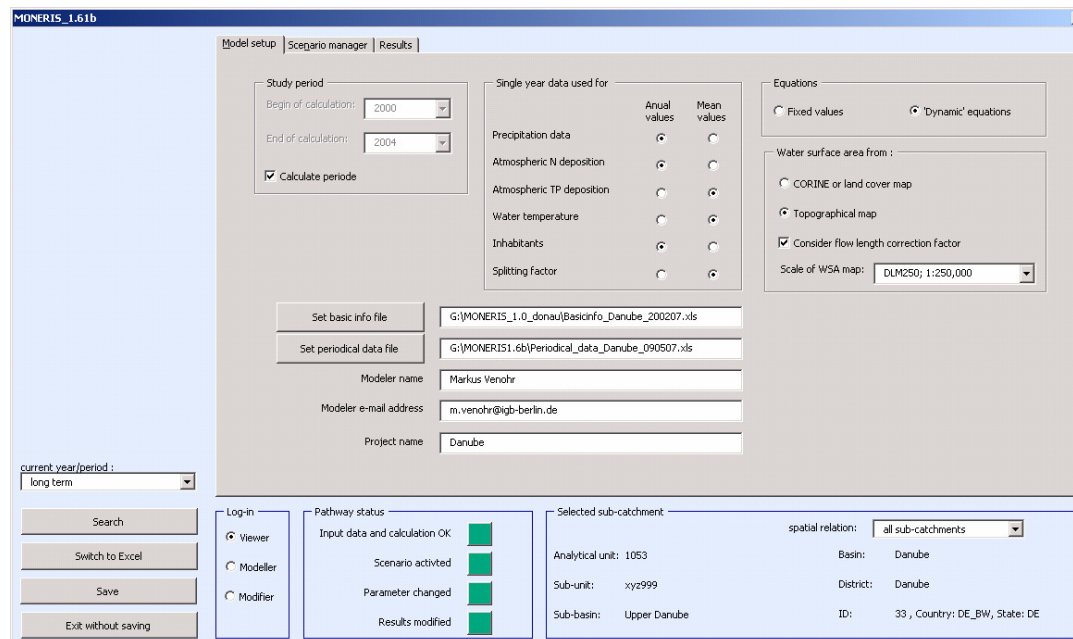 MONERIS_1.61b
Model setup Scenario manager Results
Study period
Begin of calculation: 2000
End of calculation: 2004
Calculate periode
Single year data used for
Anual values Mean values
Precipitation data
Atmospheric N deposition
Atmospheric TP deposition
Water temperature
Inhabitants
Splitting factor
Equations
Fixed values 'Dynamic' equations
Water surface area from :
CORINE or land cover map
Topographical map
Consider flow length correction factor
Scale of WSA map: DLM250; 1:250,000
Set basic info file G:\MONERIS_1.0_donau\Basicinfo_Danube_200207.xls
Set periodical data file G:\MONERIS1.6b\Periodical_data_Danube_090507.xls
Modeler name Markus Venohr
Modeler e-mail address m.venohr@igb-berlin.de
Project name Danube
current year/period :
long term
Search
Switch to Excel
Save
Exit without saving
Log-in
Viewer
Modeller
Modifier
Pathway status
Input data and calculation OK
Scenario activted
Parameter changed
Results modified
Selected sub-catchment
spatial relation: all sub-catchments
Analytical unit: 1053 Basin: Danube
Sub-unit: xyz999 District: Danube
Sub-basin: Upper Danube ID: 33 , Country: DE_BW, State: DE